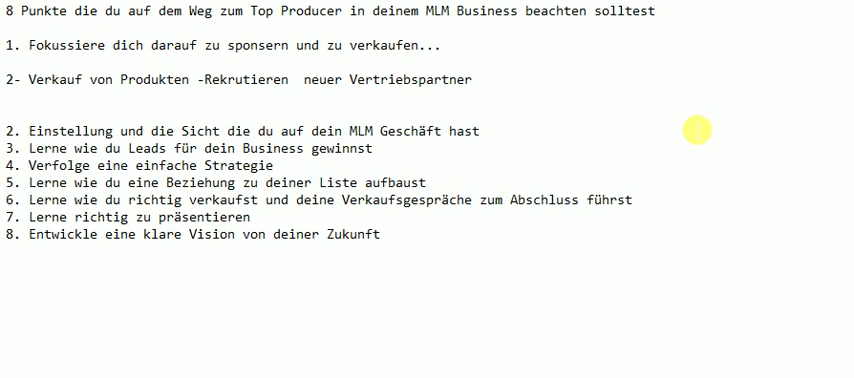 8 Punkte die du auf dem Weg zum Top Producer in deinem MLM Business beachten solltest
1. Fokussiere dich darauf zu sponsern und zu verkaufen...
2- Verkauf von Produkten -Rekrutieren  neuer Vertriebspartner
2. Einstellung und die Sicht die du auf dein MLM Geschäft hast
3. Lerne wie du Leads für dein Business gewinnst
4. Verfolge eine einfache Strategie
5. Lerne wie du eine Beziehung zu deiner Liste aufbaust
6. Lerne wie du richtig verkaufst und deine Verkaufsgespräche zum Abschluss führst
7. Lerne richtig zu präsentieren
8. Entwickle eine klare Vision von deiner Zukunft